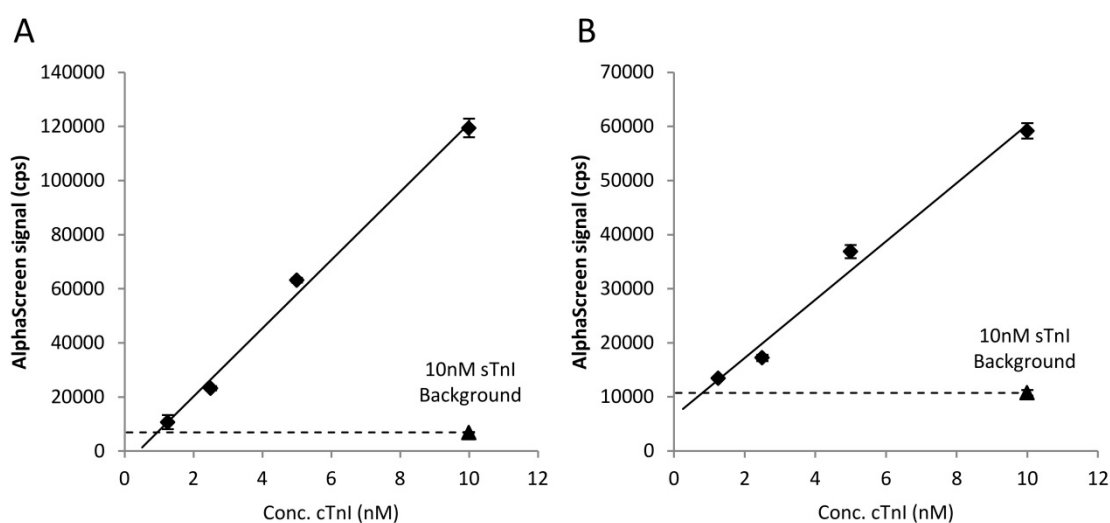 A
AlphaScreen signal (cps)
140000
120000
100000
80000
60000
40000
20000
0
10nM sTnI
Background
0 2 4 6 8 10 12
Conc. cTnI (nM)
B
AlphaScreen signal (cps)
70000
60000
50000
40000
30000
20000
10000
0
10nM sTnI
Background
0 2 4 6 8 10 12
Conc. cTnI (nM)